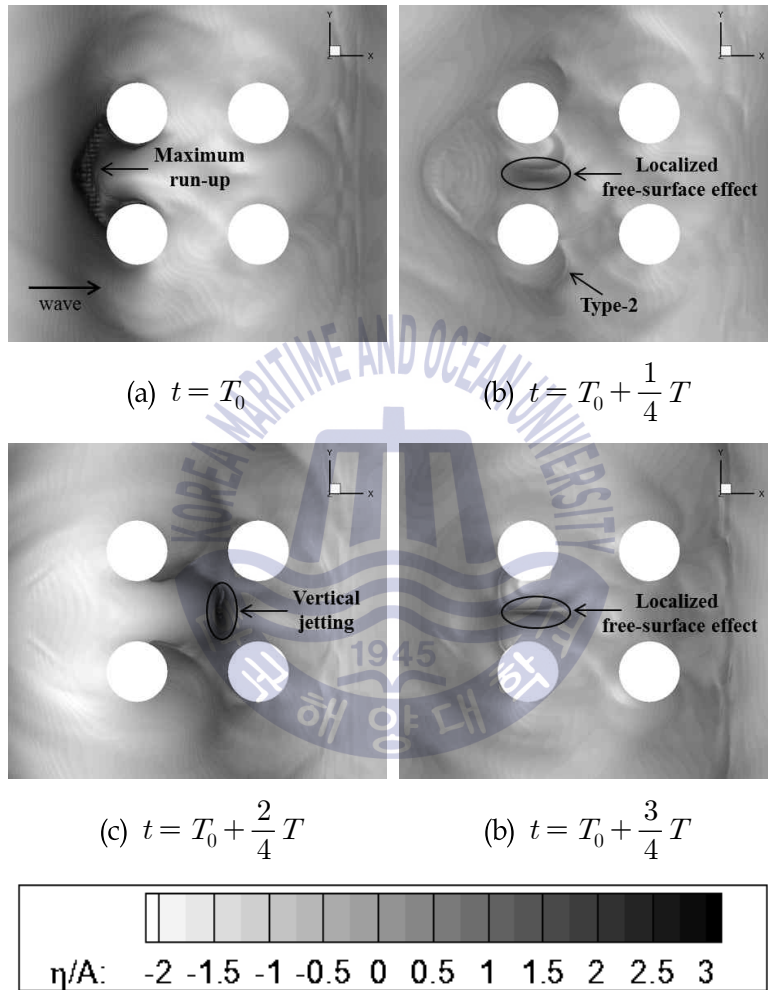 Y
Z X
Maximum
run-up
wave
Y
Z X
Localized
free-surface effect
Type-2
(a) t = T₀
(b) t = T₀ + 1/4 T
KOREA MARITIME AND OCEAN UNIVERSITY
Y
Z X
Vertical
jetting
Y
Z X
Localized
free-surface effect
1945
해양대학
(c) t = T₀ + 2/4 T
(b) t = T₀ + 3/4 T
η/A: -2 -1.5 -1 -0.5 0 0.5 1 1.5 2 2.5 3